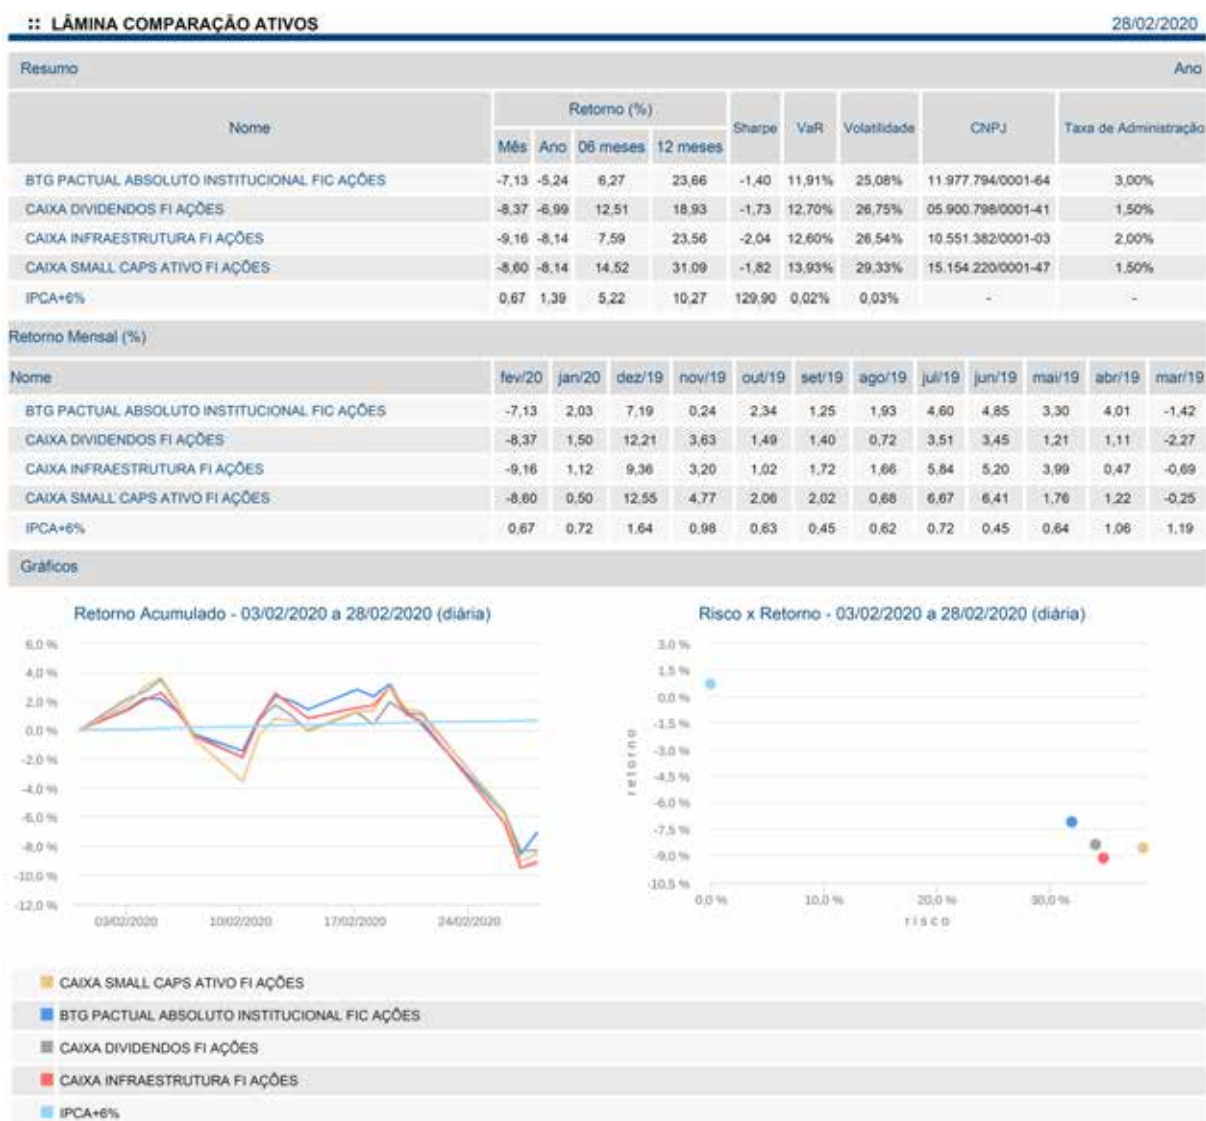 :: LÂMINA COMPARAÇÃO ATIVOS 28/02/2020
Resumo Ano
Nome Retorno (%) Sharpe VaR Volatilidade CNPJ Taxa de Administração
Mês Ano 06 meses 12 meses
BTG PACTUAL ABSOLUTO INSTITUCIONAL FIC AÇÕES -7,13 -5,24 6,27 23,66 -1,40 11,91% 25,08% 11.977.794/0001-64 3,00%
CAIXA DIVIDENDOS FI AÇÕES -8,37 -6,99 12,51 18,93 -1,73 12,70% 26,75% 05.900.798/0001-41 1,50%
CAIXA INFRAESTRUTURA FI AÇÕES -9,16 -8,14 7,59 23,56 -2,04 12,60% 26,54% 10.551.382/0001-03 2,00%
CAIXA SMALL CAPS ATIVO FI AÇÕES -8,60 -8,14 14,52 31,09 -1,82 13,93% 29,33% 15.154.220/0001-47 1,50%
IPCA+6% 0,67 1,39 5,22 10,27 129,90 0,02% 0,03% - -
Retorno Mensal (%)
Nome fev/20 jan/20 dez/19 nov/19 out/19 set/19 ago/19 jul/19 jun/19 mai/19 abr/19 mar/19
BTG PACTUAL ABSOLUTO INSTITUCIONAL FIC AÇÕES -7,13 2,03 7,19 0,24 2,34 1,25 1,93 4,60 4,85 3,30 4,01 -1,42
CAIXA DIVIDENDOS FI AÇÕES -8,37 1,50 12,21 3,63 1,49 1,40 0,72 3,51 3,45 1,21 1,11 -2,27
CAIXA INFRAESTRUTURA FI AÇÕES -9,16 1,12 9,36 3,20 1,02 1,72 1,66 5,84 5,20 3,99 0,47 -0,69
CAIXA SMALL CAPS ATIVO FI AÇÕES -8,60 0,50 12,55 4,77 2,06 2,02 0,68 6,67 6,41 1,76 1,22 -0,25
IPCA+6% 0,67 0,72 1,64 0,98 0,63 0,45 0,62 0,72 0,45 0,64 1,06 1,19
Gráficos
Retorno Acumulado - 03/02/2020 a 28/02/2020 (diária)
6,0 %
4,0 %
2,0 %
0,0 %
-2,0 %
-4,0 %
-6,0 %
-8,0 %
-10,0 %
-12,0 %
03/02/2020 10/02/2020 17/02/2020 24/02/2020
Risco x Retorno - 03/02/2020 a 28/02/2020 (diária)
3,0 %
1,5 %
0,0 %
-1,5 %
-3,0 %
-4,5 %
-6,0 %
-7,5 %
-9,0 %
-10,5 %
retorno
0,0 % 10,0 % 20,0 % 30,0 %
risco
CAIXA SMALL CAPS ATIVO FI AÇÕES
BTG PACTUAL ABSOLUTO INSTITUCIONAL FIC AÇÕES
CAIXA DIVIDENDOS FI AÇÕES
CAIXA INFRAESTRUTURA FI AÇÕES
IPCA+6%